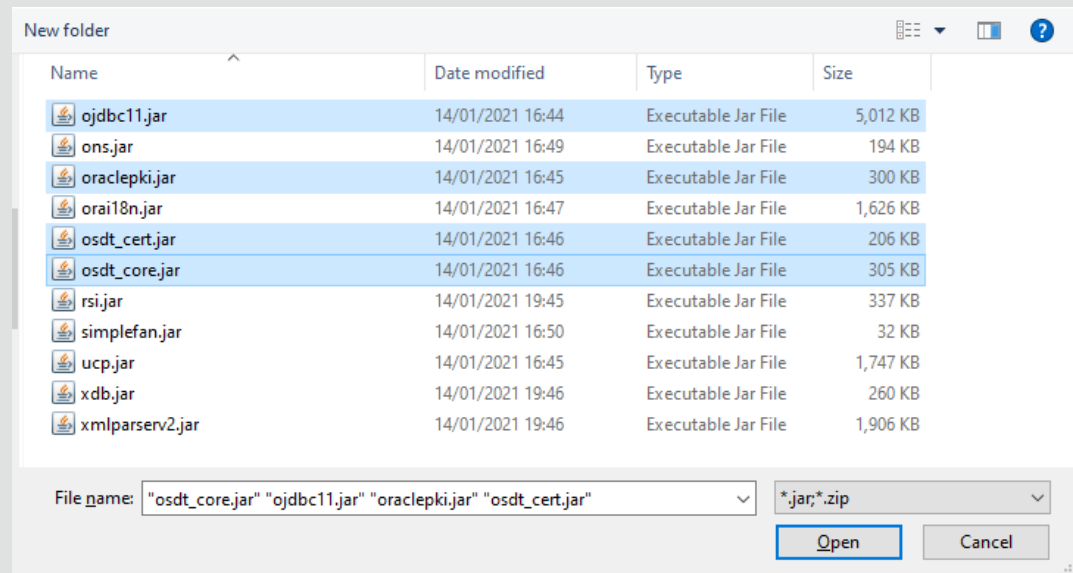 New folder
Name Date modified Type Size
ojdbc11.jar 14/01/2021 16:44 Executable Jar File 5,012 KB
ons.jar 14/01/2021 16:49 Executable Jar File 194 KB
oraclepki.jar 14/01/2021 16:45 Executable Jar File 300 KB
orai18n.jar 14/01/2021 16:47 Executable Jar File 1,626 KB
osdt_cert.jar 14/01/2021 16:46 Executable Jar File 206 KB
osdt_core.jar 14/01/2021 16:46 Executable Jar File 305 KB
rsi.jar 14/01/2021 19:45 Executable Jar File 337 KB
simplefan.jar 14/01/2021 16:50 Executable Jar File 32 KB
ucp.jar 14/01/2021 16:45 Executable Jar File 1,747 KB
xdb.jar 14/01/2021 19:46 Executable Jar File 260 KB
xmlparserv2.jar 14/01/2021 19:46 Executable Jar File 1,906 KB
File name: "osdt_core.jar" "ojdbc11.jar" "oraclepki.jar" "osdt_cert.jar" *.jar;*.zip
Open Cancel